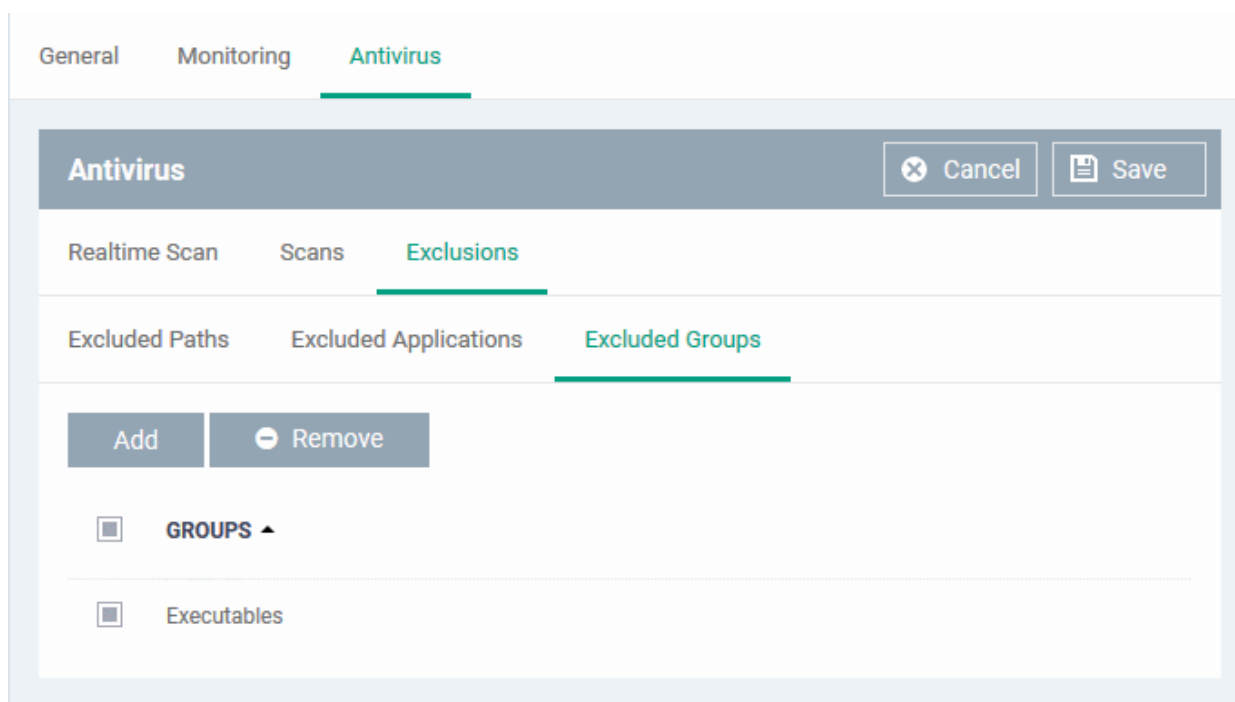 General Monitoring Antivirus
Antivirus Cancel Save
Realtime Scan Scans Exclusions
Excluded Paths Excluded Applications Excluded Groups
Add Remove
GROUPS
Executables